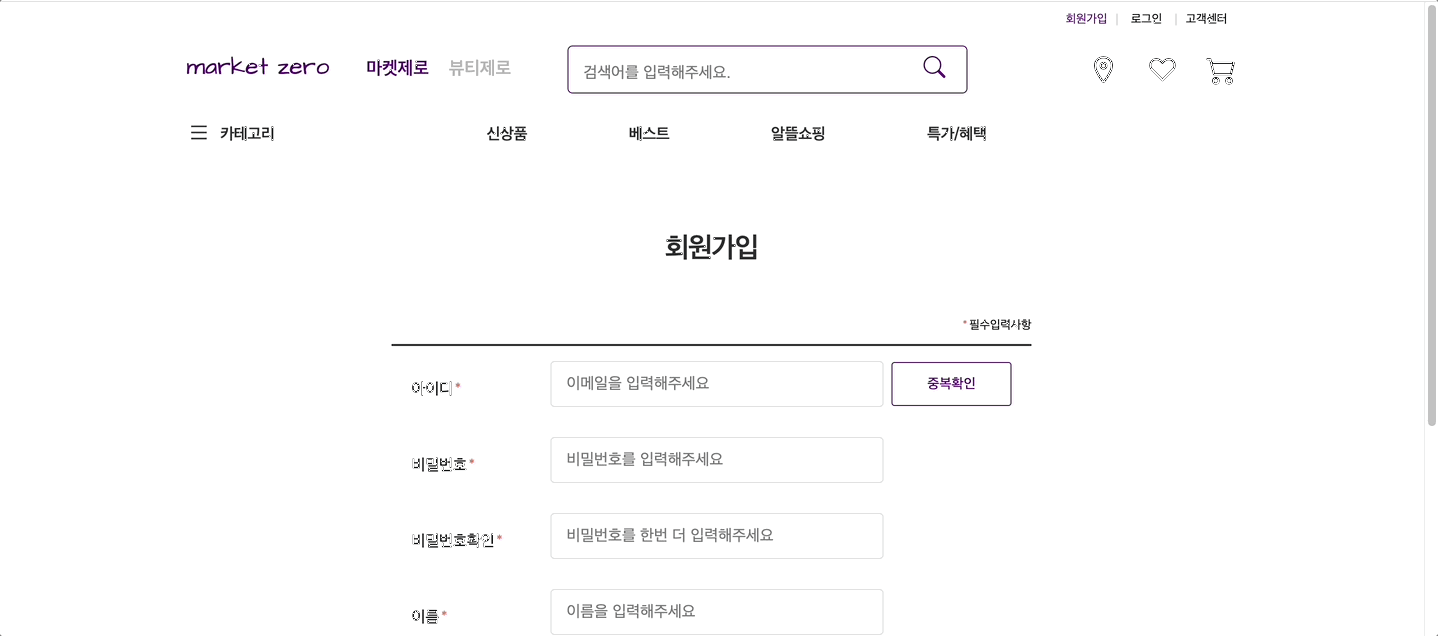 회원가입 | 로그인 | 고객센터
market zero 마켓제로 뷰티제로 검색어를 입력해주세요.
카테고리 신상품 베스트 알뜰쇼핑 특가/혜택
회원가입
* 필수입력사항
아이디* 이메일을 입력해주세요 중복확인
비밀번호* 비밀번호를 입력해주세요
비밀번호확인* 비밀번호를 한번 더 입력해주세요
이름* 이름을 입력해주세요